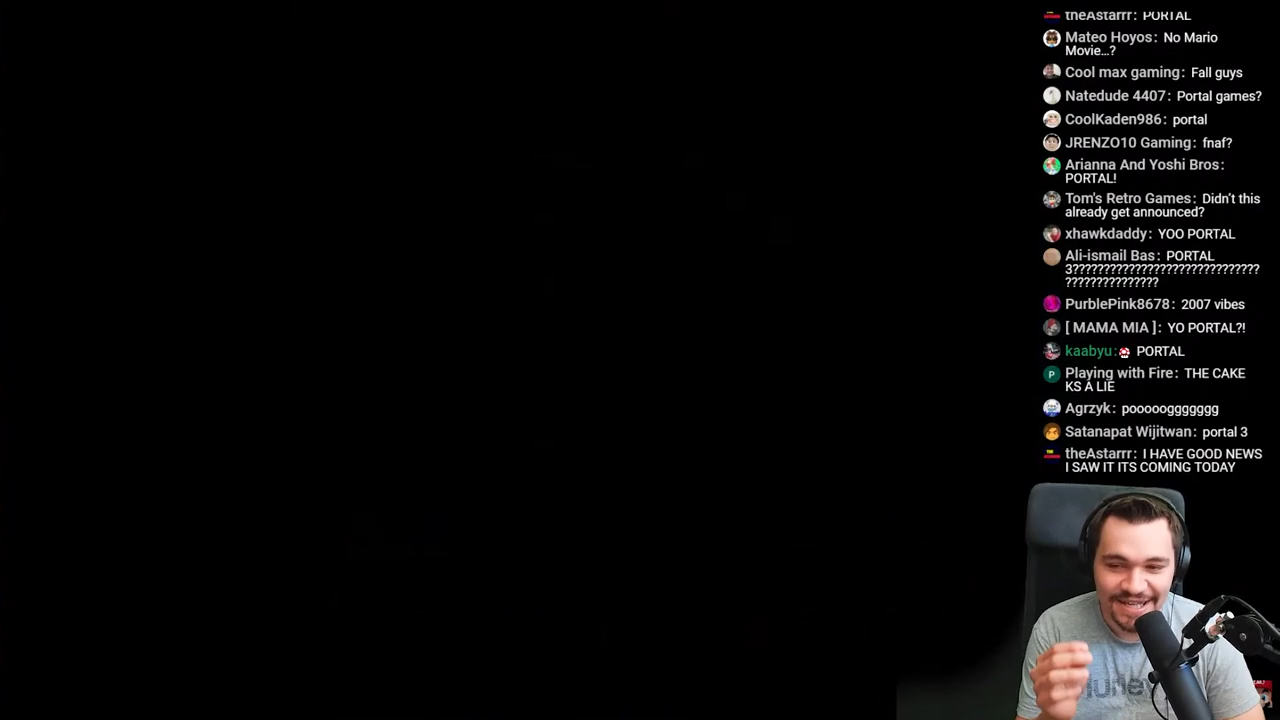 theAstarrr: PORTAL
Mateo Hoyos: No Mario
Movie...?
Cool max gaming: Fall guys
Natedude 4407: Portal games?
CoolKaden986: portal
JRENZO10 Gaming: fnaf?
Arianna And Yoshi Bros:
PORTAL!
Tom's Retro Games: Didn't this
already get announced?
xhawkdaddy: YOO PORTAL
Ali-ismail Bas: PORTAL
3??????????????????????????????
????????????????
PurblePink8678: 2007 vibes
[ MAMA MIA ]: YO PORTAL?!
kaabyu: PORTAL
P Playing with Fire: THE CAKE
KS A LIE
Agrzyk: poooooggggggg
Satanapat Wijitwan: portal 3
theAstarrr: I HAVE GOOD NEWS
I SAW IT ITS COMING TODAY
Hurley